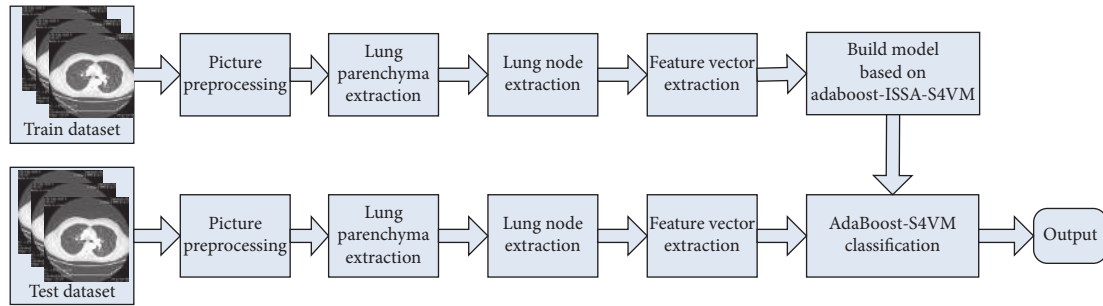 Train dataset
Picture
preprocessing
Lung
parenchyma
extraction
Lung node
extraction
Feature vector
extraction
Build model
based on
adaboost-ISSA-S4VM
Test dataset
Picture
preprocessing
Lung
parenchyma
extraction
Lung node
extraction
Feature vector
extraction
AdaBoost-S4VM
classification
Output